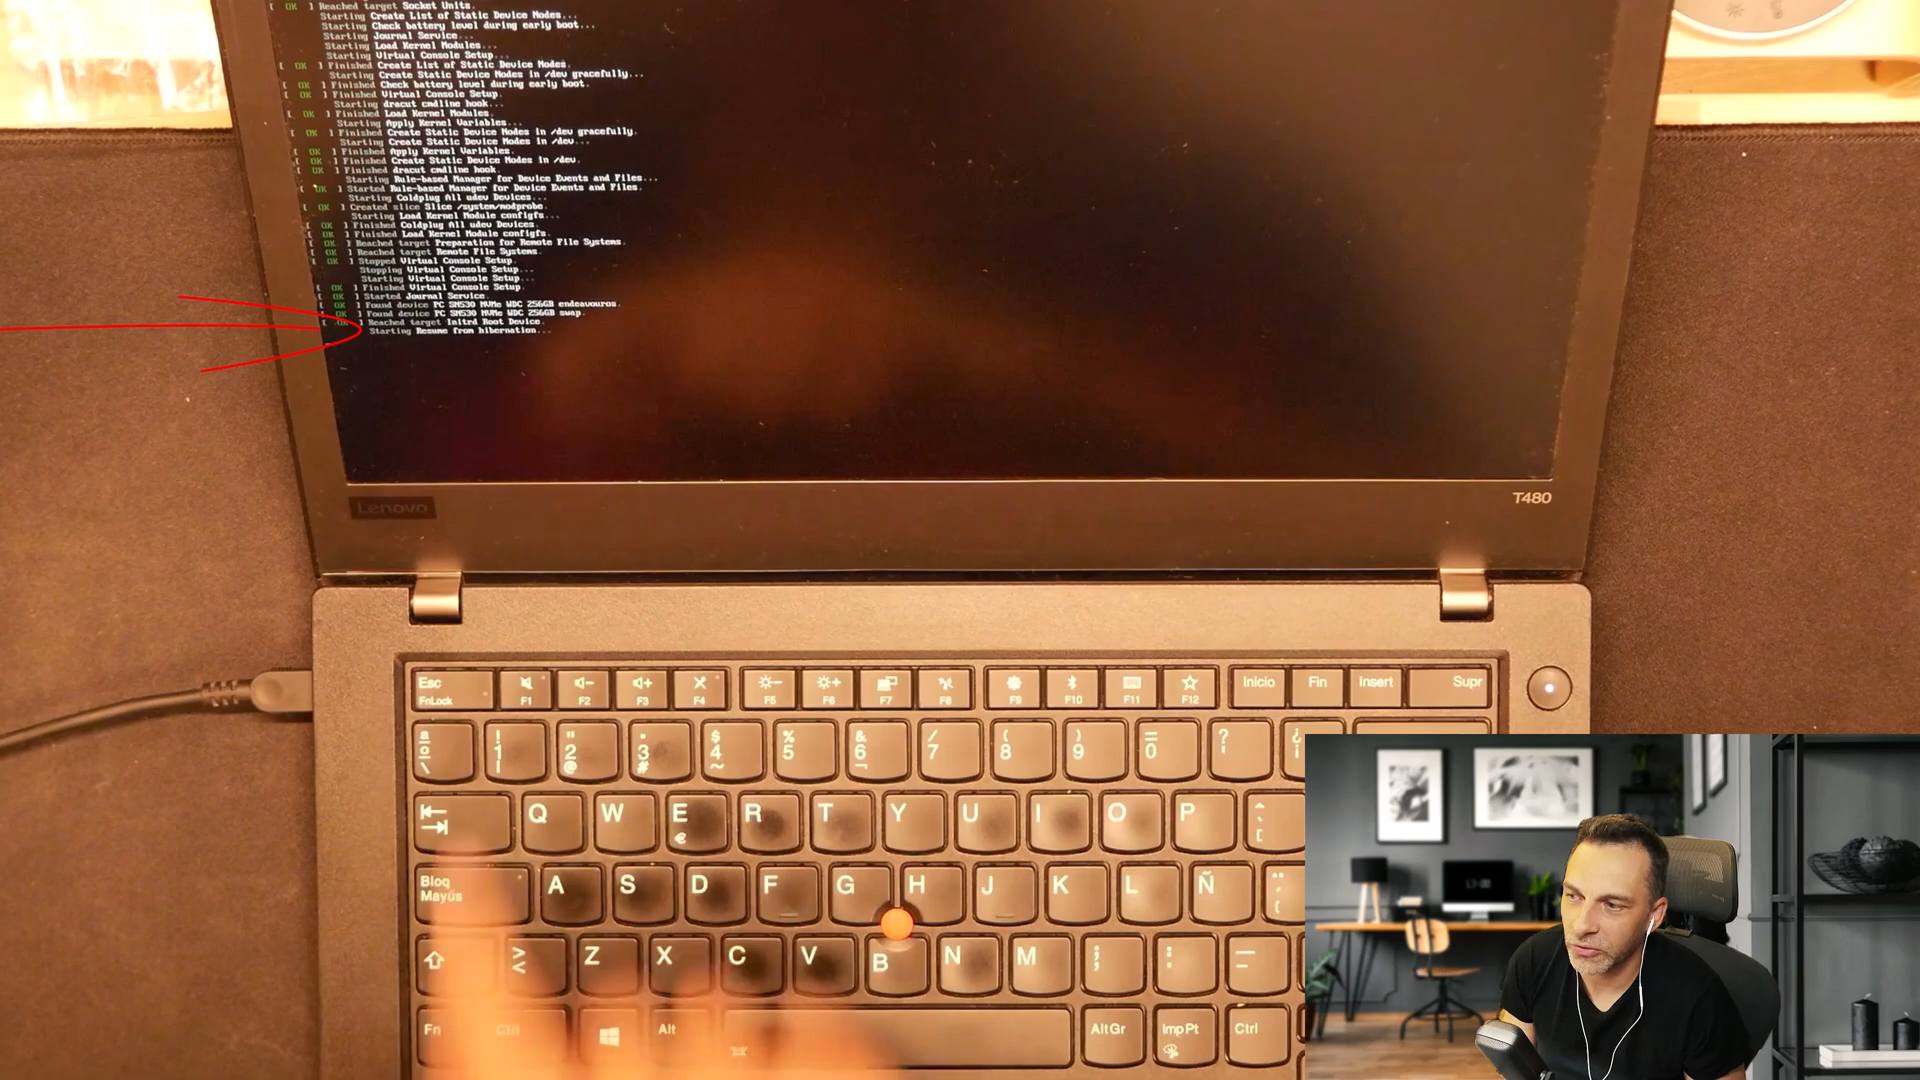 [ OK ] Reached target Socket Units.
Starting Create List of Static Device Nodes...
Starting Check battery level during early boot...
Starting Journal Service...
Starting Load Kernel Modules...
Starting Virtual Console Setup...
[ OK ] Finished Create List of Static Device Nodes.
Starting Create Static Device Nodes in /dev gracefully...
[ OK ] Finished Check battery level during early boot.
[ OK ] Finished Virtual Console Setup.
Starting dracut cmdline hook...
[ OK ] Finished Load Kernel Modules.
Starting Apply Kernel Variables...
[ OK ] Finished Create Static Device Nodes in /dev gracefully.
Starting Create Static Device Nodes in /dev...
[ OK ] Finished Apply Kernel Variables.
[ OK ] Finished Create Static Device Nodes in /dev.
[ OK ] Finished dracut cmdline hook.
Starting Rule-based Manager for Device Events and Files...
[ OK ] Started Rule-based Manager for Device Events and Files.
Starting Coldplug All udev Devices...
[ OK ] Created slice Slice /system/modprobe.
Starting Load Kernel Module configfs...
[ OK ] Finished Coldplug All udev Devices.
[ OK ] Finished Load Kernel Module configfs.
[ OK ] Reached target Preparation for Remote File Systems.
[ OK ] Reached target Remote File Systems.
[ OK ] Stopped Virtual Console Setup.
Stopping Virtual Console Setup...
Starting Virtual Console Setup...
[ OK ] Finished Virtual Console Setup.
[ OK ] Started Journal Service.
[ OK ] Found device PC SN530 NVMe WDC 256GB endeavouros.
[ OK ] Found device PC SN530 NVMe WDC 256GB swap.
[ OK ] Reached target Initrd Root Device.
Starting Resume from hibernation...
Lenovo
T480
Esc FnLock F1 F2 F3 F4 F5 F6 F7 F8 F9 F10 F11 F12 Inicio Fin Insert Supr
a º \ ! 1 | " 2 @ · 3 # $ 4 ~ % 5 & 6 ¬ / 7 ( 8 ) 9 = 0 ? ' ¿ ¡
Q W E € R T Y U I O P ^ ` [
Bloq Mayús A S D F G H J K L Ñ ¨ ´ {
> < Z X C V B N M ; , : . _ -
Fn Ctrl Alt AltGr ImpPt Ctrl